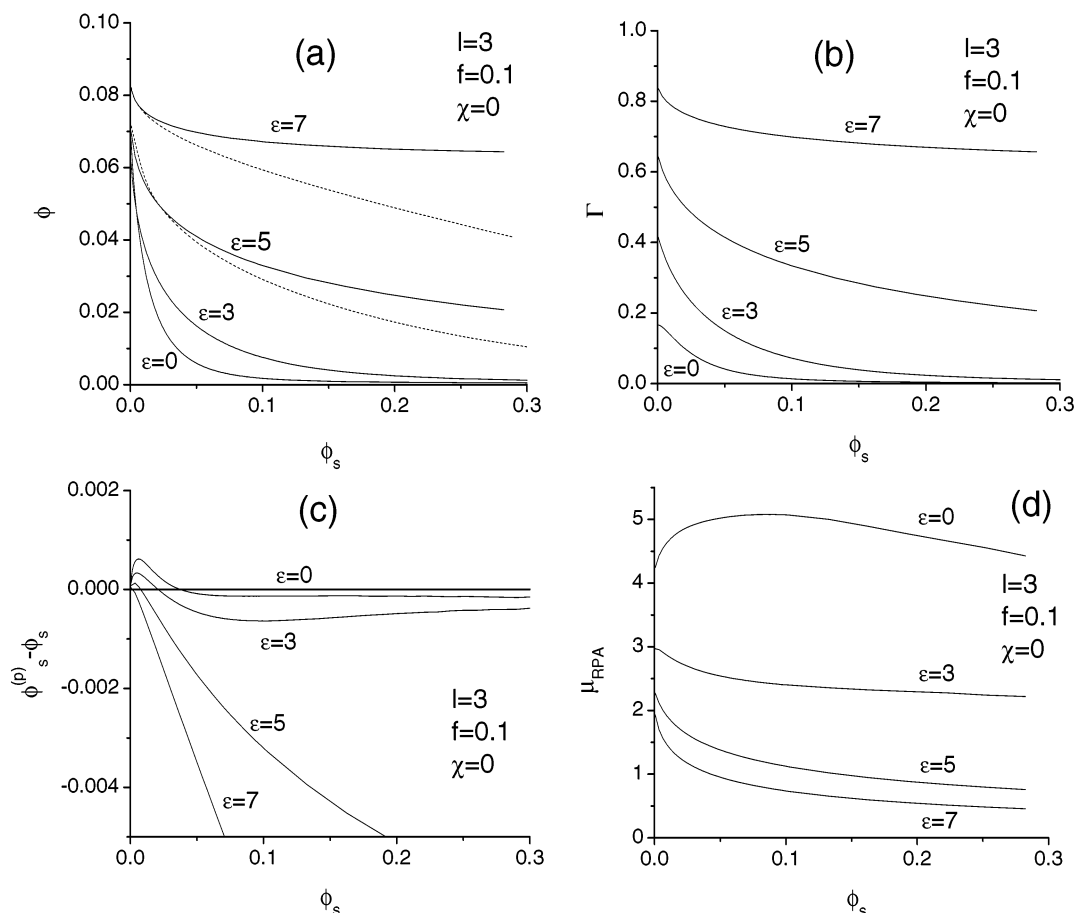 (a)
l=3
f=0.1
χ=0
ε=7
ε=5
ε=3
ε=0
0.10
0.08
0.06
0.04
0.02
0.00
ϕ
0.0 0.1 0.2 0.3
ϕs
(b)
l=3
f=0.1
χ=0
ε=7
ε=5
ε=3
ε=0
1.0
0.8
0.6
0.4
0.2
0.0
Γ
0.0 0.1 0.2 0.3
ϕs
(c)
ε=0
ε=3
ε=5
ε=7
l=3
f=0.1
χ=0
0.002
0.000
-0.002
-0.004
ϕs(p)-ϕs
0.0 0.1 0.2 0.3
ϕs
(d)
ε=0
l=3
f=0.1
χ=0
ε=3
ε=5
ε=7
5
4
3
2
1
0
μRPA
0.0 0.1 0.2 0.3
ϕs